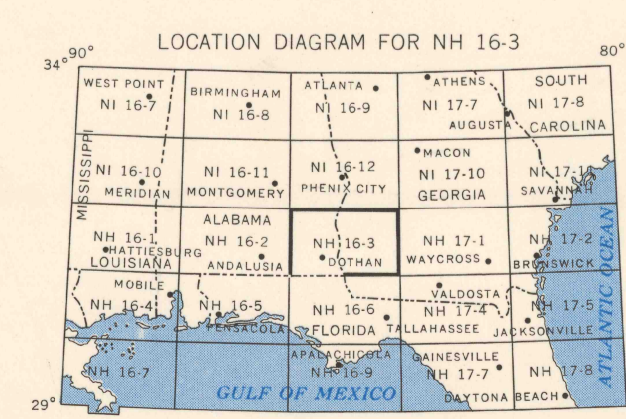 LOCATION DIAGRAM FOR NH 16-3
34° 90° 80°
WEST POINT
NI 16-7
BIRMINGHAM
NI 16-8
ATLANTA
NI 16-9
ATHENS
NI 17-7
AUGUSTA
SOUTH
NI 17-8
CAROLINA
MISSISSIPPI
NI 16-10
MERIDIAN
NI 16-11
MONTGOMERY
NI 16-12
PHENIX CITY
MACON
NI 17-10
GEORGIA
NI 17-11
SAVANNAH
NH 16-1
HATTIESBURG
LOUISIANA
ALABAMA
NH 16-2
ANDALUSIA
NH 16-3
DOTHAN
NH 17-1
WAYCROSS
NH 17-2
BRUNSWICK
ATLANTIC OCEAN
MOBILE
NH 16-4
NH 16-5
PENSACOLA
NH 16-6
FLORIDA
TALLAHASSEE
VALDOSTA
NH 17-4
NH 17-5
JACKSONVILLE
NH 16-7
APALACHICOLA
NH 16-9
GAINESVILLE
NH 17-7
NH 17-8
DAYTONA BEACH
GULF OF MEXICO
29°